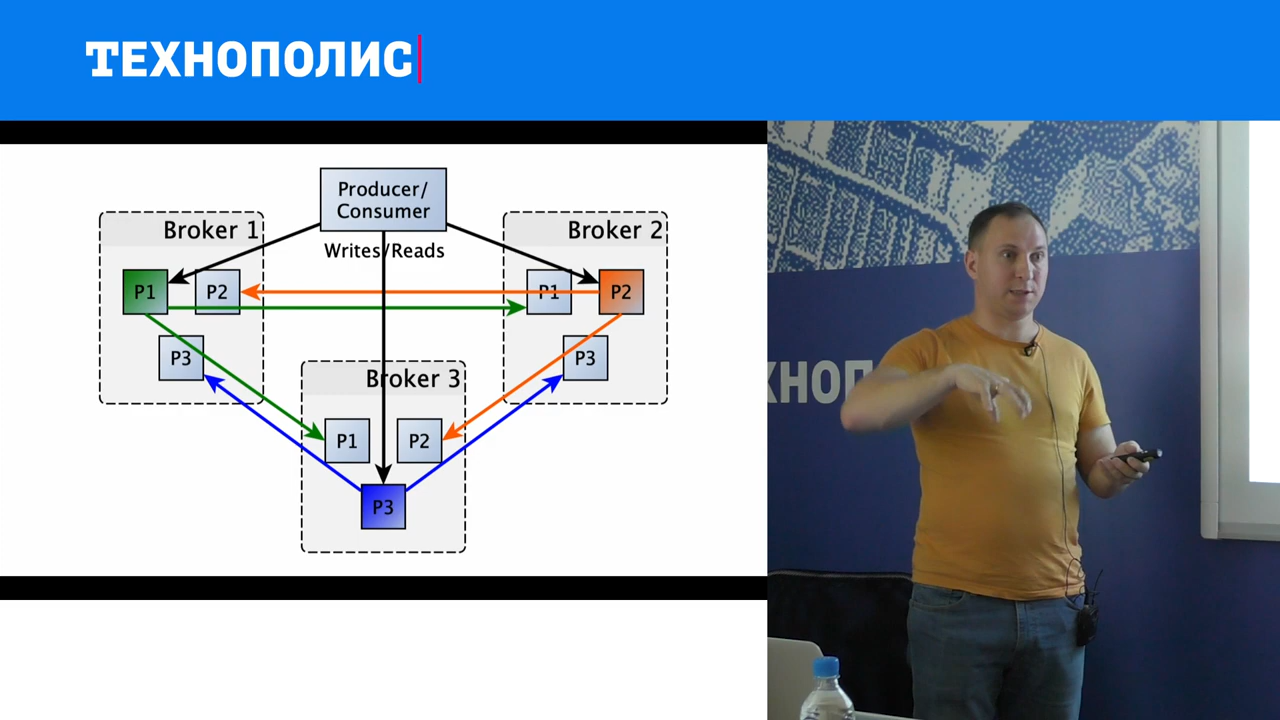 ТЕХНОПОЛИС
Producer/
Consumer
Writes/Reads
Broker 1
P1
P2
P3
Broker 2
P1
P2
P3
Broker 3
P1
P2
P3
ХНОП